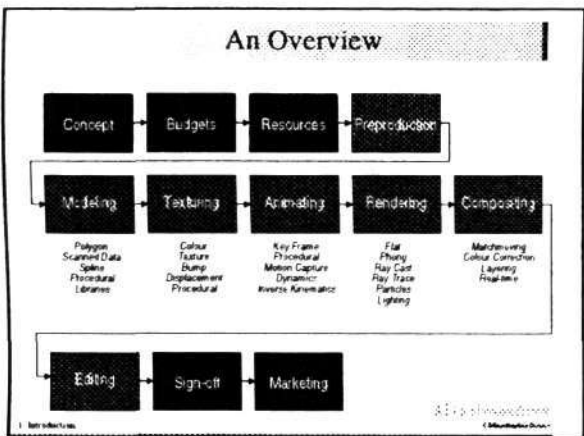 An Overview
Concept
Budgets
Resources
Preproduction
Modeling
Texturing
Animating
Rendering
Compositing
Polygon
Scanned Data
Spline
Procedural
Libraries
Colour
Texture
Bump
Displacement
Procedural
Key Frame
Procedural
Motion Capture
Dynamics
Inverse Kinematics
Flat
Phong
Ray Cast
Ray Trace
Particles
Lighting
Matchmoving
Colour Correction
Layering
Real-time
Editing
Sign-off
Marketing
1 Introduction